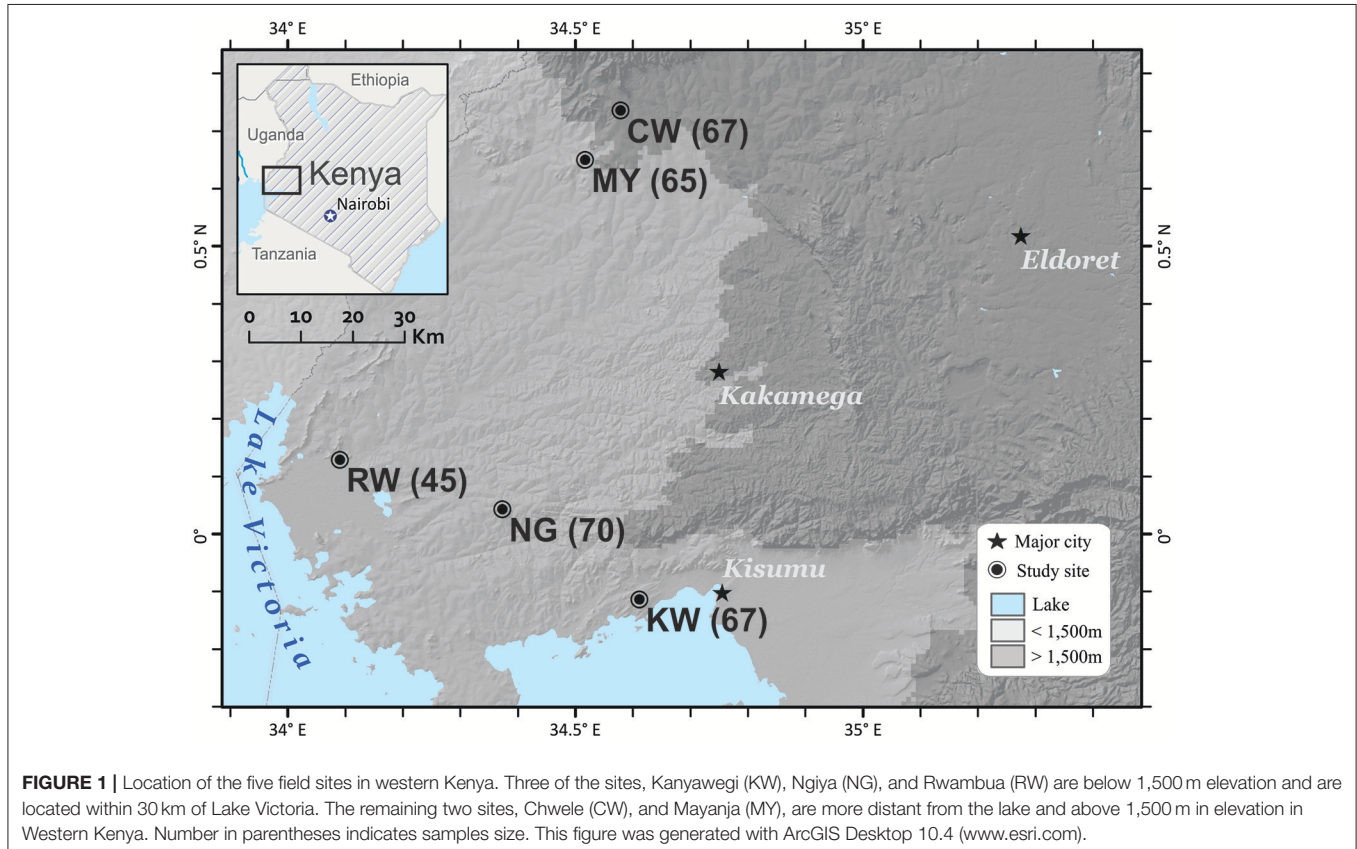 34° E 34.5° E 35° E
Ethiopia
Uganda
Kenya
Nairobi
Tanzania
0 10 20 30
Km
CW (67)
MY (65)
0.5° N 0.5° N
Eldoret
Kakamega
Lake Victoria
RW (45)
NG (70)
0° 0°
Kisumu
KW (67)
Major city
Study site
Lake
< 1,500m
> 1,500m
34° E 34.5° E 35° E
FIGURE 1 | Location of the five field sites in western Kenya. Three of the sites, Kanyawegi (KW), Ngiya (NG), and Rwambua (RW) are below 1,500 m elevation and are
located within 30 km of Lake Victoria. The remaining two sites, Chwele (CW), and Mayanja (MY), are more distant from the lake and above 1,500 m in elevation in
Western Kenya. Number in parentheses indicates samples size. This figure was generated with ArcGIS Desktop 10.4 (www.esri.com).